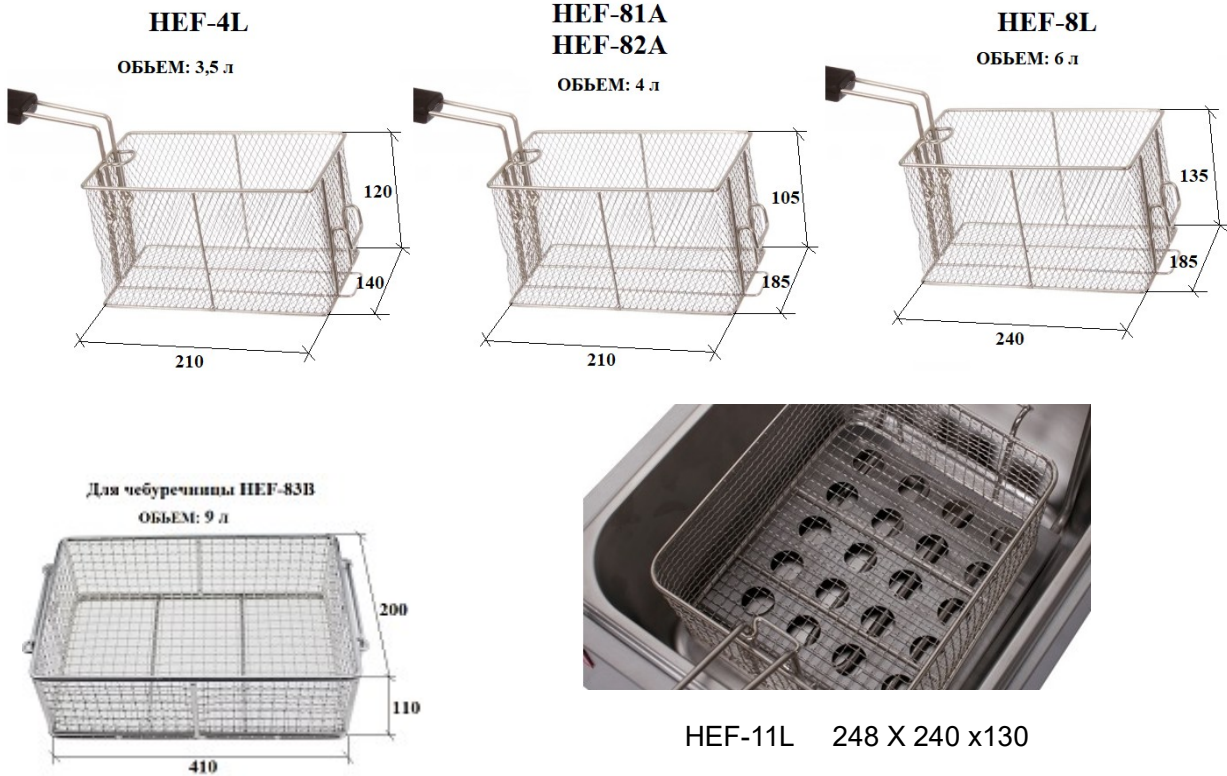 HEF-4L
ОБЬЕМ: 3,5 л
120
140
210
HEF-81A
HEF-82A
ОБЬЕМ: 4 л
105
185
210
HEF-8L
ОБЬЕМ: 6 л
135
185
240
Для чебуречницы HEF-83B
ОБЬЕМ: 9 л
200
110
410
HEF-11L 248 X 240 x130